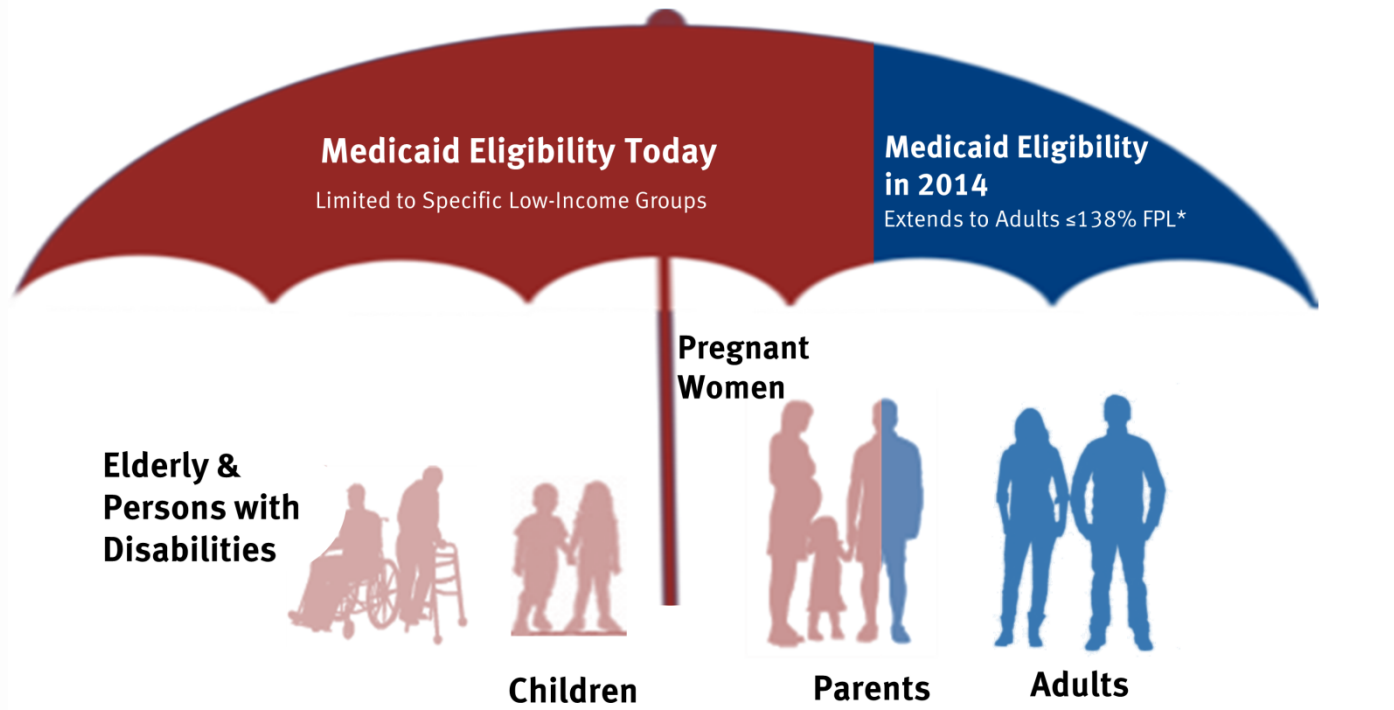 Medicaid Eligibility Today
Limited to Specific Low-Income Groups
Medicaid Eligibility
in 2014
Extends to Adults ≤138% FPL*
Pregnant
Women
Elderly &
Persons with
Disabilities
Children
Parents
Adults